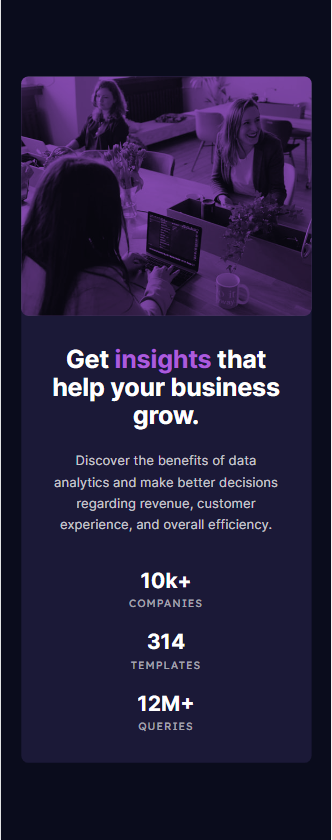 Get insights that
help your business
grow.
Discover the benefits of data
analytics and make better decisions
regarding revenue, customer
experience, and overall efficiency.
10k+
COMPANIES
314
TEMPLATES
12M+
QUERIES